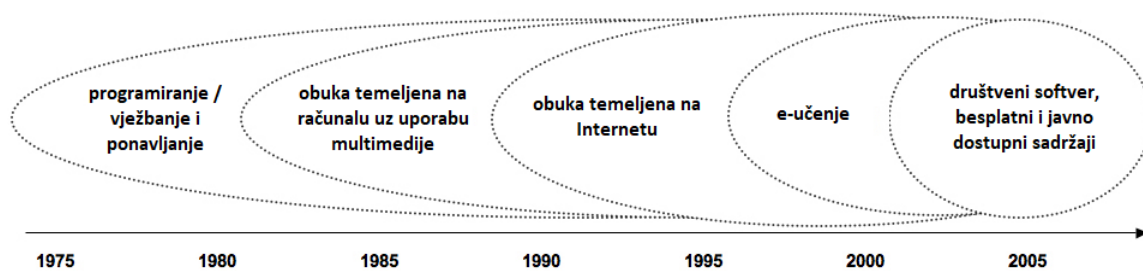 programiranje /
vježbanje i
ponavljanje
obuka temeljena na
računalu uz uporabu
multimedije
obuka temeljena na
Internetu
e-učenje
društveni softver,
besplatni i javno
dostupni sadržaji
1975 1980 1985 1990 1995 2000 2005